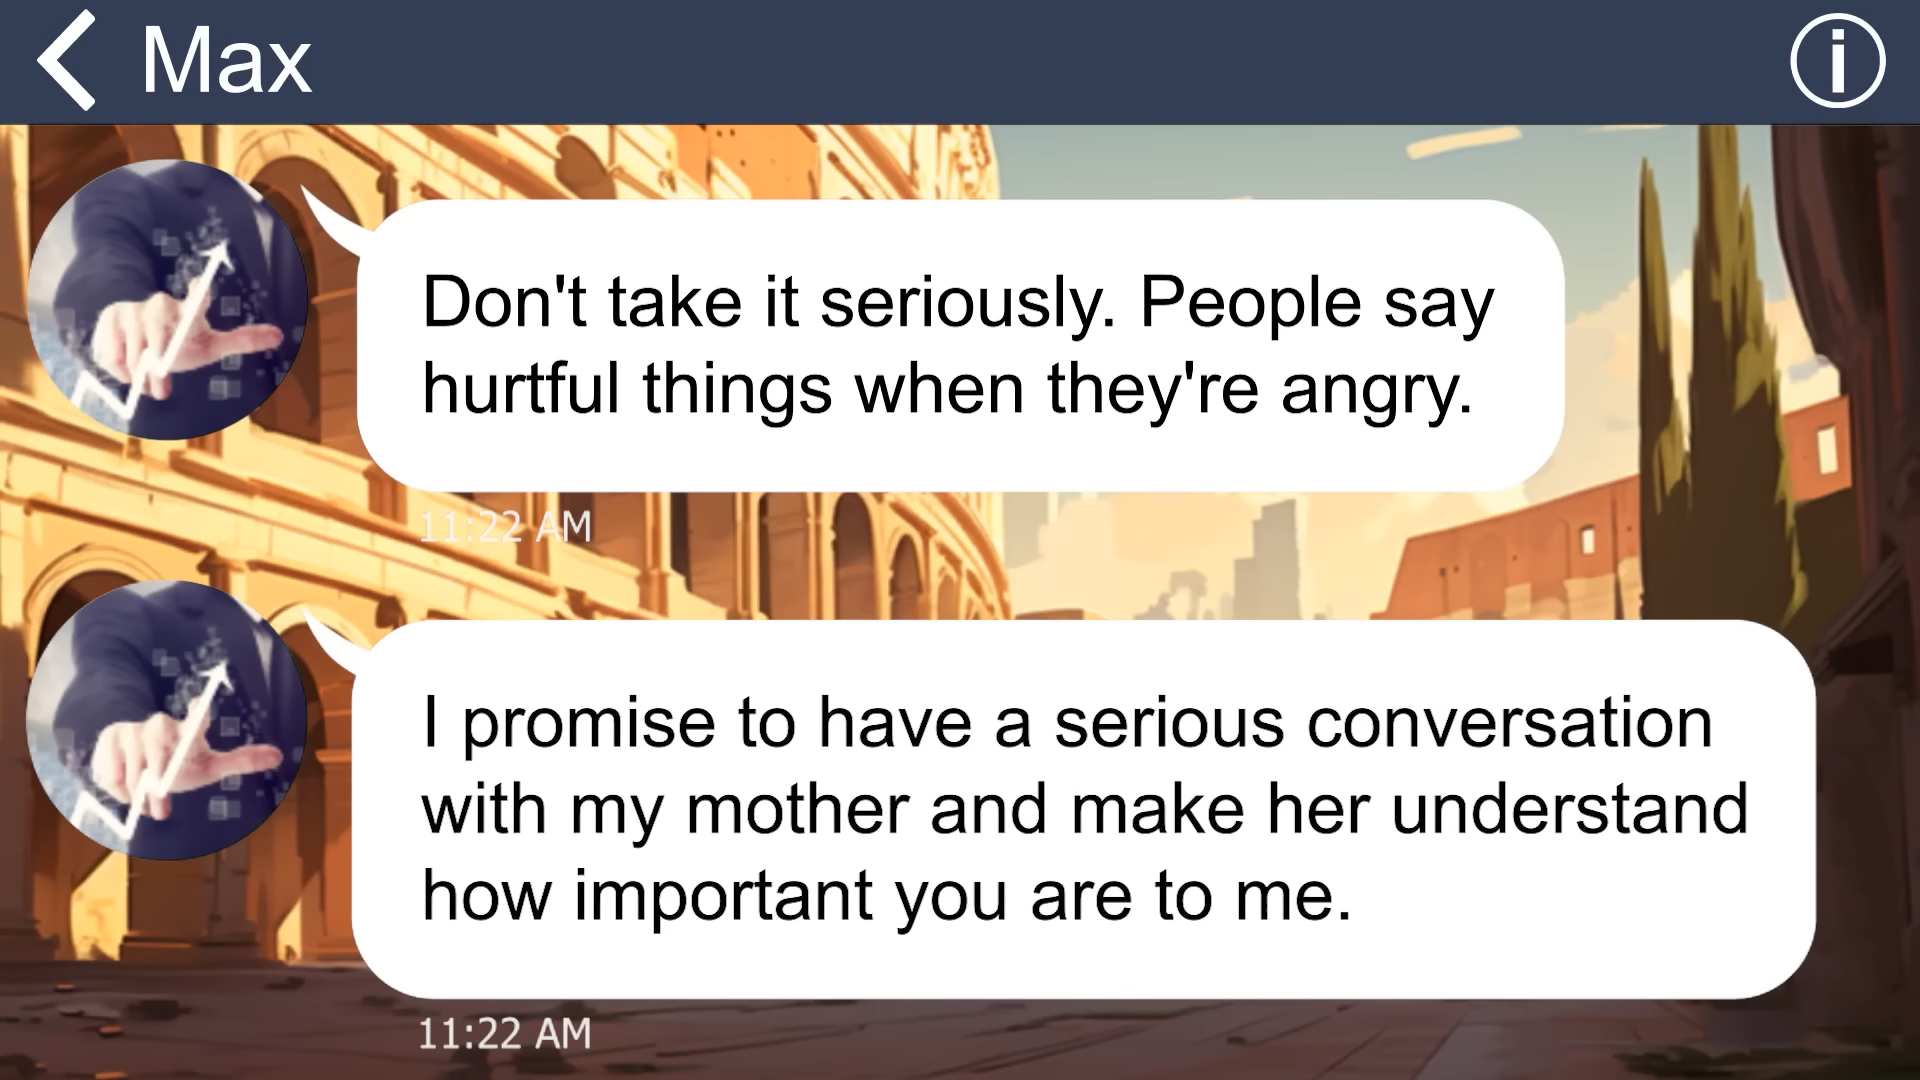 Max
Don't take it seriously. People say
hurtful things when they're angry.
11:22 AM
I promise to have a serious conversation
with my mother and make her understand
how important you are to me.
11:22 AM